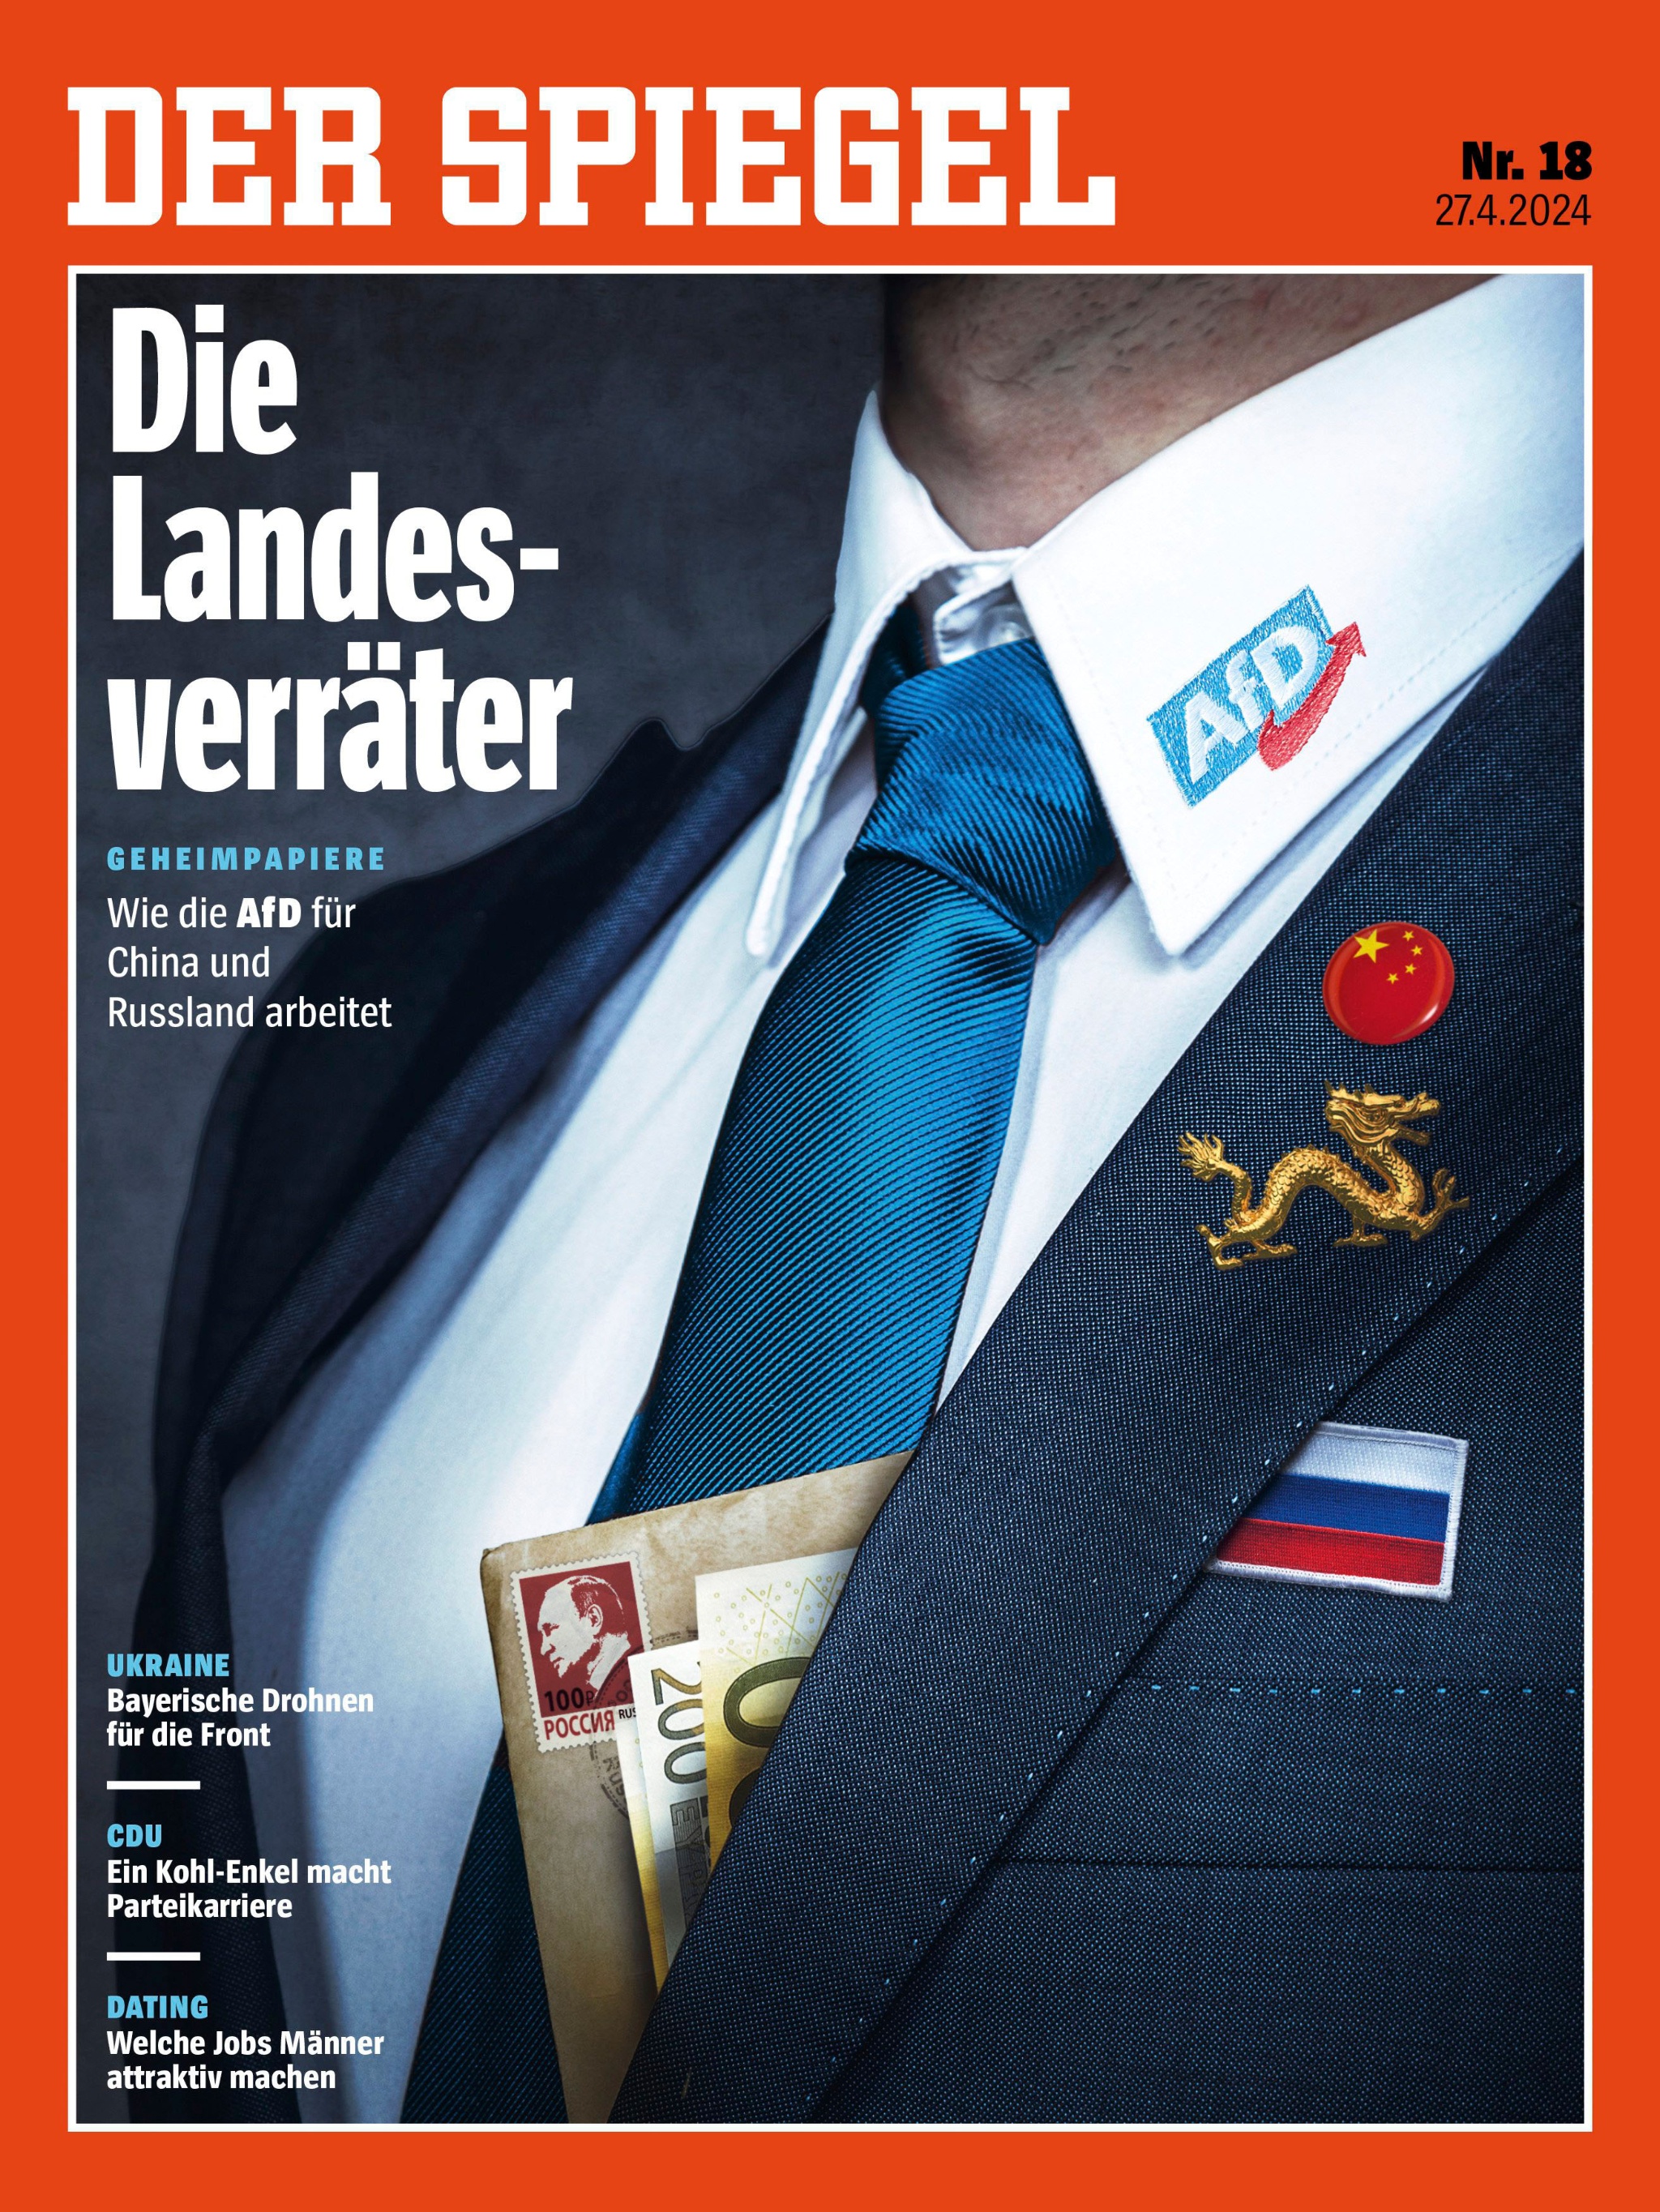 DER SPIEGEL
Nr. 18
27.4.2024
Die
Landes-
verräter
GEHEIMPAPIERE
Wie die AfD für
China und
Russland arbeitet
AfD
100
РОССИЯ
RUS
200
UKRAINE
Bayerische Drohnen
für die Front
CDU
Ein Kohl-Enkel macht
Parteikarriere
DATING
Welche Jobs Männer
attraktiv machen